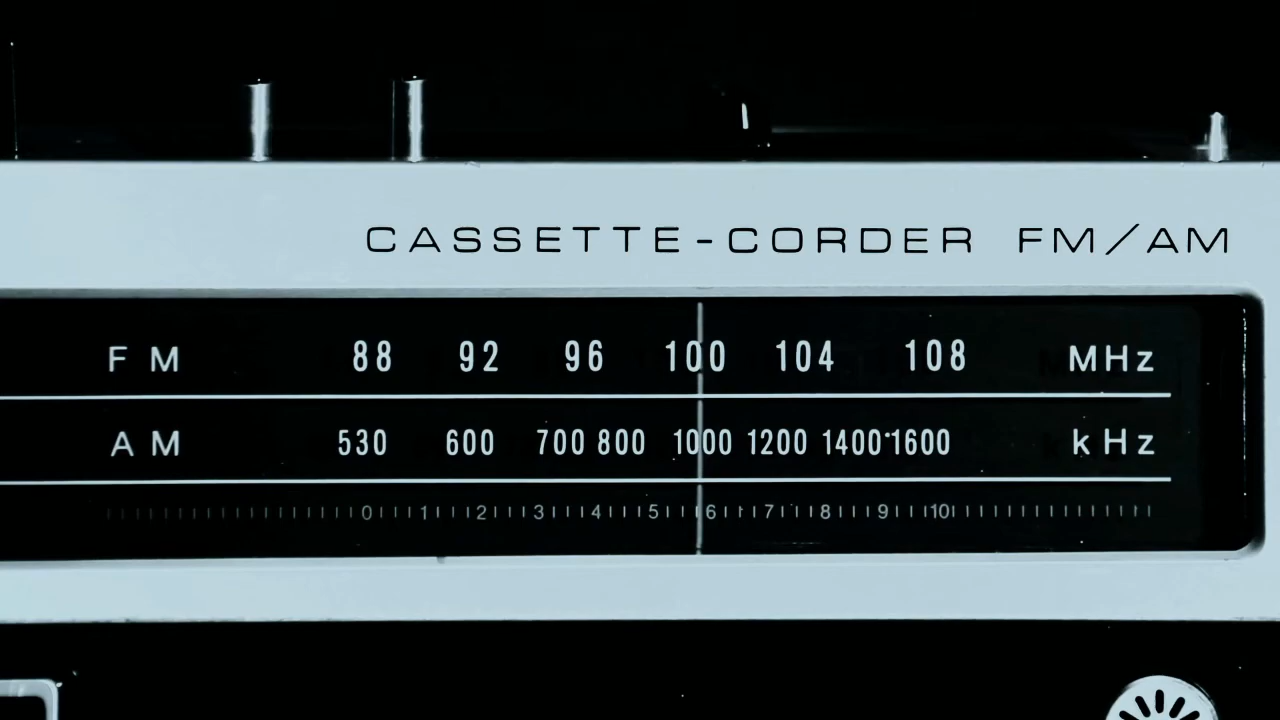 CASSETTE-CORDER FM/AM
FM 88 92 96 100 104 108 MHz
AM 530 600 700 800 1000 1200 1400·1600 kHz
0 1 2 3 4 5 6 7 8 9 10